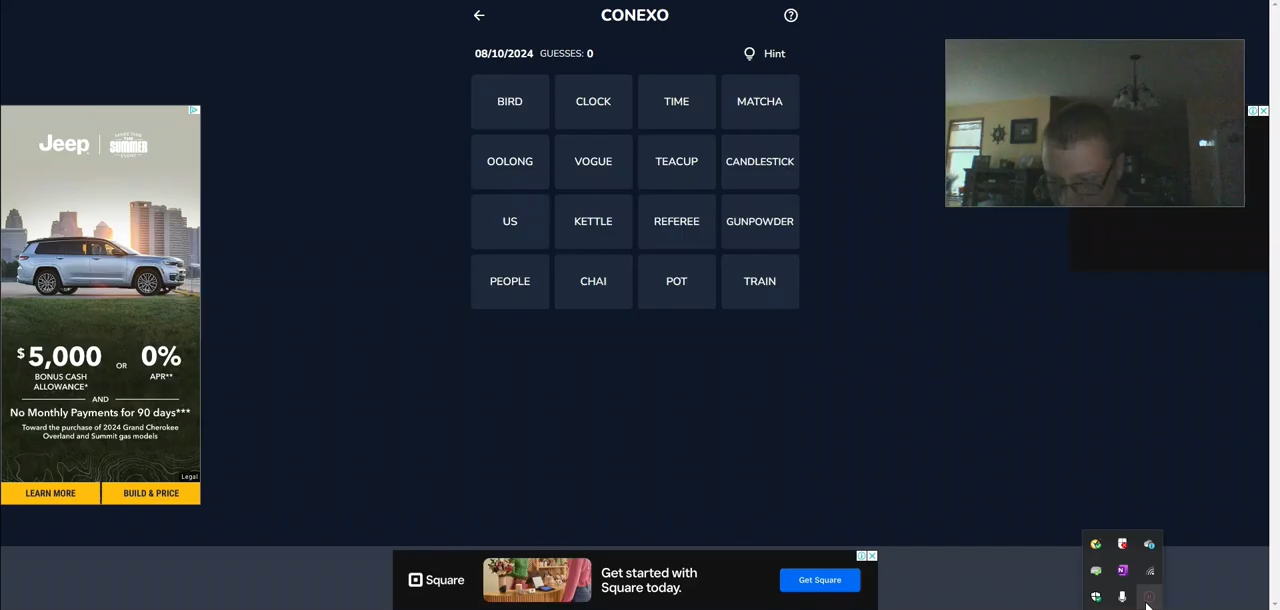 CONEXO
08/10/2024 GUESSES: 0
Hint
BIRD CLOCK TIME MATCHA
OOLONG VOGUE TEACUP CANDLESTICK
US KETTLE REFEREE GUNPOWDER
PEOPLE CHAI POT TRAIN
Jeep
SUMMER
$5,000 OR 0%
BONUS CASH
ALLOWANCE*
APR**
AND
No Monthly Payments for 90 days***
Toward the purchase of 2024 Grand Cherokee
Overland and Summit gas models
Legal
LEARN MORE BUILD & PRICE
Square
Get started with
Square today.
Get Square